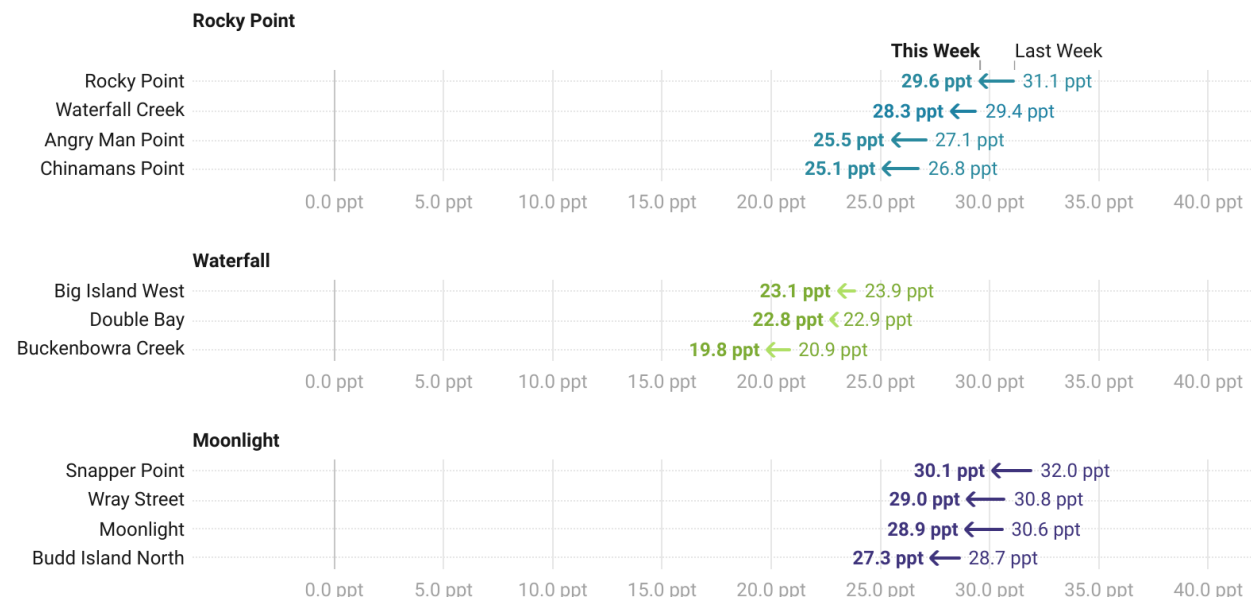 Rocky Point
This Week Last Week
Rocky Point 29.6 ppt 31.1 ppt
Waterfall Creek 28.3 ppt 29.4 ppt
Angry Man Point 25.5 ppt 27.1 ppt
Chinamans Point 25.1 ppt 26.8 ppt
0.0 ppt 5.0 ppt 10.0 ppt 15.0 ppt 20.0 ppt 25.0 ppt 30.0 ppt 35.0 ppt 40.0 ppt
Waterfall
Big Island West 23.1 ppt 23.9 ppt
Double Bay 22.8 ppt 22.9 ppt
Buckenbowra Creek 19.8 ppt 20.9 ppt
0.0 ppt 5.0 ppt 10.0 ppt 15.0 ppt 20.0 ppt 25.0 ppt 30.0 ppt 35.0 ppt 40.0 ppt
Moonlight
Snapper Point 30.1 ppt 32.0 ppt
Wray Street 29.0 ppt 30.8 ppt
Moonlight 28.9 ppt 30.6 ppt
Budd Island North 27.3 ppt 28.7 ppt
0.0 ppt 5.0 ppt 10.0 ppt 15.0 ppt 20.0 ppt 25.0 ppt 30.0 ppt 35.0 ppt 40.0 ppt